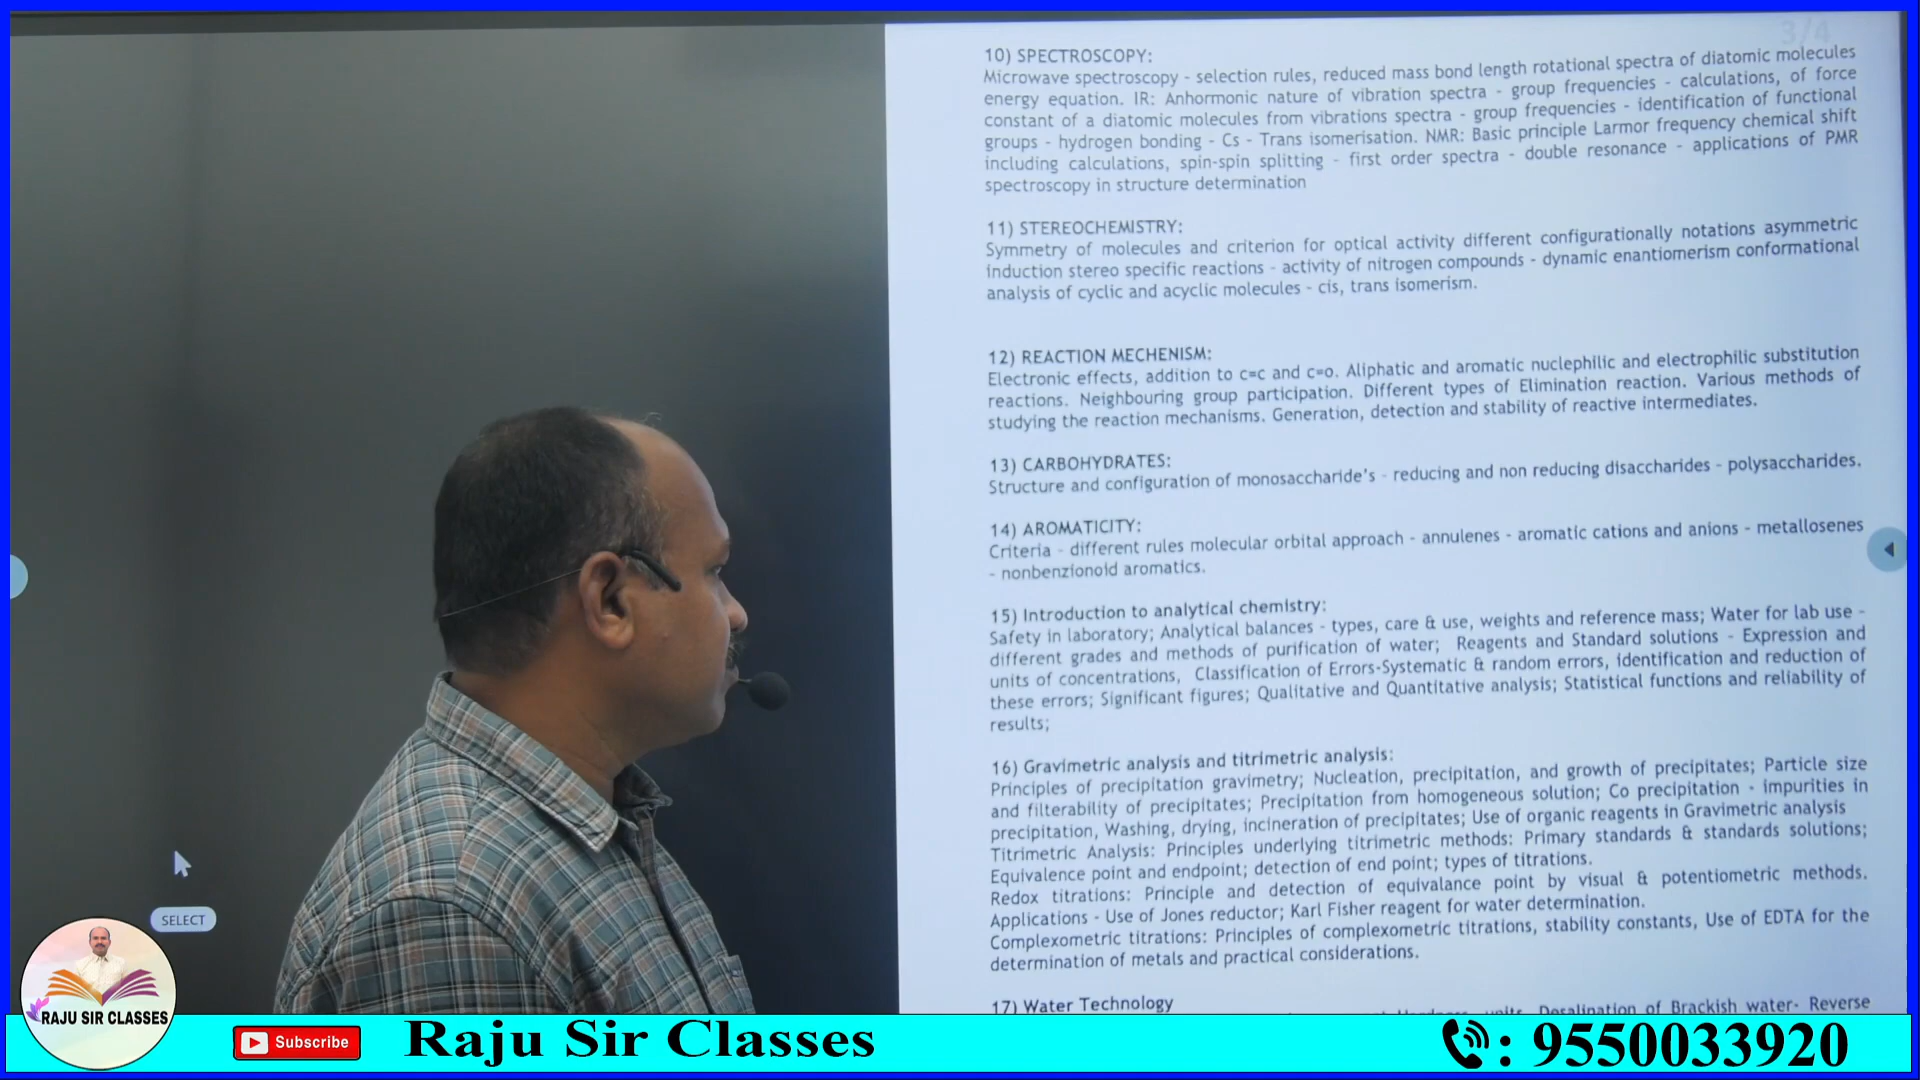 3/4
10) SPECTROSCOPY:
Microwave spectroscopy - selection rules, reduced mass bond length rotational spectra of diatomic molecules
energy equation. IR: Anhormonic nature of vibration spectra - group frequencies - calculations, of force
constant of a diatomic molecules from vibrations spectra - group frequencies - identification of functional
groups - hydrogen bonding - Cs - Trans isomerisation. NMR: Basic principle Larmor frequency chemical shift
including calculations, spin-spin splitting - first order spectra - double resonance - applications of PMR
spectroscopy in structure determination
11) STEREOCHEMISTRY:
Symmetry of molecules and criterion for optical activity different configurationally notations asymmetric
induction stereo specific reactions - activity of nitrogen compounds - dynamic enantiomerism conformational
analysis of cyclic and acyclic molecules - cis, trans isomerism.
12) REACTION MECHENISM:
Electronic effects, addition to c=c and c=o. Aliphatic and aromatic nuclephilic and electrophilic substitution
reactions. Neighbouring group participation. Different types of Elimination reaction. Various methods of
studying the reaction mechanisms. Generation, detection and stability of reactive intermediates.
13) CARBOHYDRATES:
Structure and configuration of monosaccharide's - reducing and non reducing disaccharides - polysaccharides.
14) AROMATICITY:
Criteria - different rules molecular orbital approach - annulenes - aromatic cations and anions - metallosenes
- nonbenzionoid aromatics.
15) Introduction to analytical chemistry:
Safety in laboratory; Analytical balances - types, care & use, weights and reference mass; Water for lab use -
different grades and methods of purification of water; Reagents and Standard solutions - Expression and
units of concentrations, Classification of Errors-Systematic & random errors, identification and reduction of
these errors; Significant figures; Qualitative and Quantitative analysis; Statistical functions and reliability of
results;
16) Gravimetric analysis and titrimetric analysis:
Principles of precipitation gravimetry; Nucleation, precipitation, and growth of precipitates; Particle size
and filterability of precipitates; Precipitation from homogeneous solution; Co precipitation - impurities in
precipitation, Washing, drying, incineration of precipitates; Use of organic reagents in Gravimetric analysis
Titrimetric Analysis: Principles underlying titrimetric methods: Primary standards & standards solutions;
Equivalence point and endpoint; detection of end point; types of titrations.
Redox titrations: Principle and detection of equivalance point by visual & potentiometric methods.
Applications - Use of Jones reductor; Karl Fisher reagent for water determination.
Complexometric titrations: Principles of complexometric titrations, stability constants, Use of EDTA for the
determination of metals and practical considerations.
17) Water Technology
units, Desalination of Brackish water- Reverse
SELECT
RAJU SIR CLASSES
Subscribe
Raju Sir Classes
: 9550033920